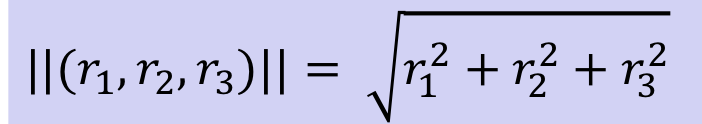 ||(r₁, r₂, r₃)|| = √(r₁² + r₂² + r₃²)